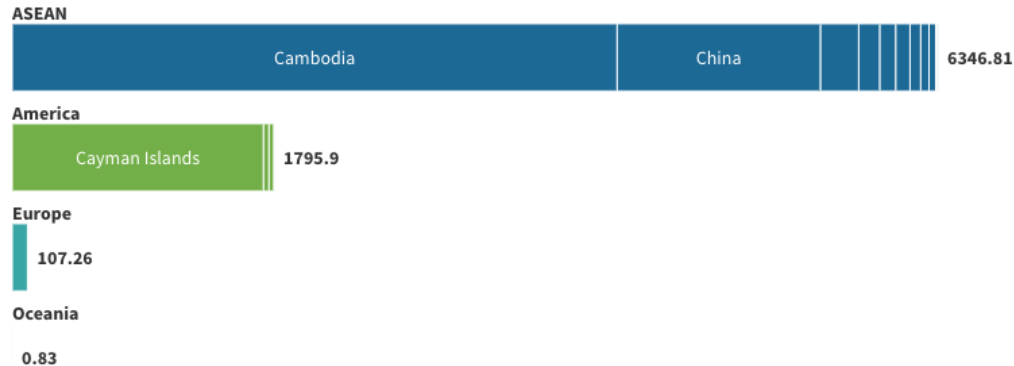 ASEAN
Cambodia China 6346.81
America
Cayman Islands 1795.9
Europe
107.26
Oceania
0.83